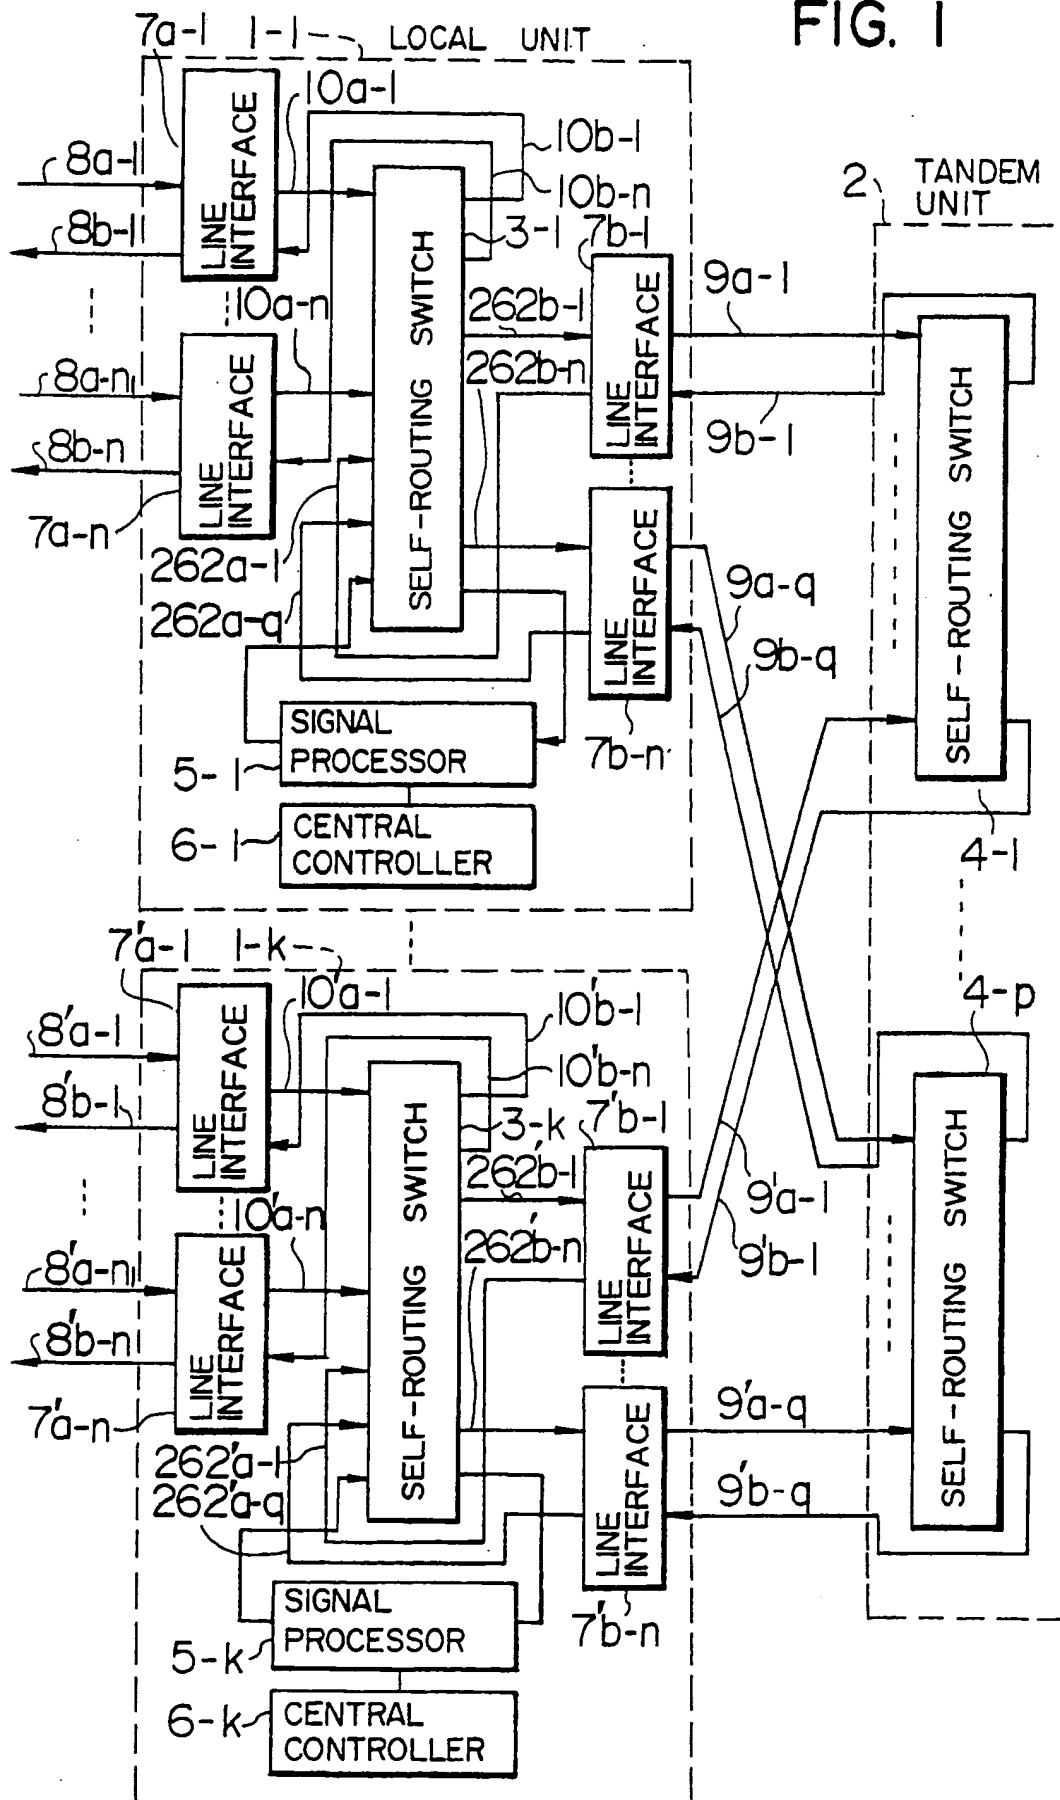 FIG. 1
7a-1
1-1
LOCAL UNIT
10a-1
8a-1
8b-1
LINE
INTERFACE
10b-1
10b-n
3-1
7b-1
2
TANDEM
UNIT
10a-n
262b-1
262b-n
9a-1
9b-1
8a-n
8b-n
LINE
INTERFACE
7a-n
SELF-ROUTING SWITCH
LINE
INTERFACE
SELF-ROUTING SWITCH
262a-1
262a-q
LINE
INTERFACE
9a-q
9b-q
7b-n
SIGNAL
PROCESSOR
5-1
CENTRAL
CONTROLLER
6-1
4-1
7'a-1
1-k
10'a-1
10'b-1
10'b-n
4-p
8'a-1
8'b-1
LINE
INTERFACE
3-k
7'b-1
262'b-1
262'b-n
10'a-n
9'a-1
9'b-1
8'a-n
8'b-n
LINE
INTERFACE
7'a-n
SELF-ROUTING SWITCH
LINE
INTERFACE
SELF-ROUTING SWITCH
262'a-1
262'a-q
LINE
INTERFACE
9'a-q
9'b-q
7'b-n
SIGNAL
PROCESSOR
5-k
CENTRAL
CONTROLLER
6-k